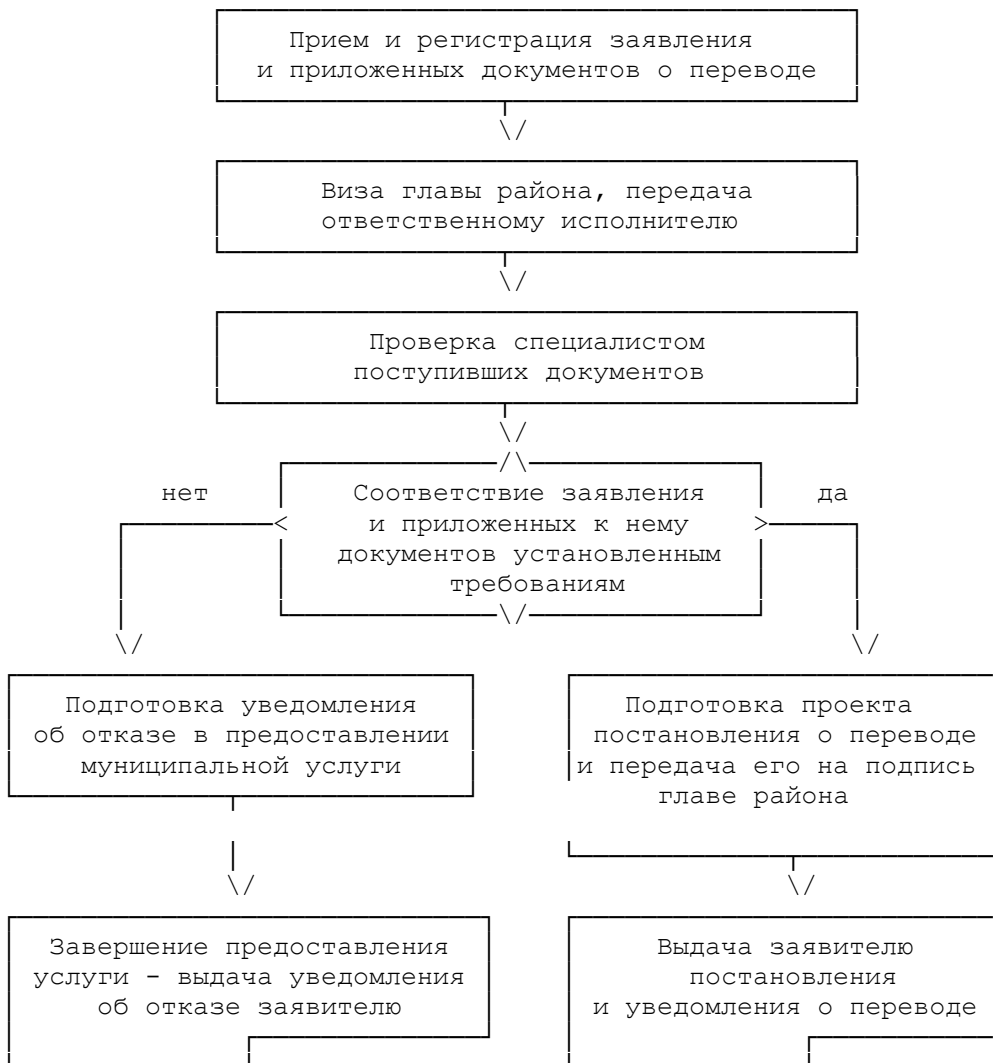 Прием и регистрация заявления
и приложенных документов о переводе
Виза главы района, передача
ответственному исполнителю
Проверка специалистом
поступивших документов
нет
Соответствие заявления
и приложенных к нему
документов установленным
требованиям
да
Подготовка уведомления
об отказе в предоставлении
муниципальной услуги
Подготовка проекта
постановления о переводе
и передача его на подпись
главе района
Завершение предоставления
услуги - выдача уведомления
об отказе заявителю
Выдача заявителю
постановления
и уведомления о переводе